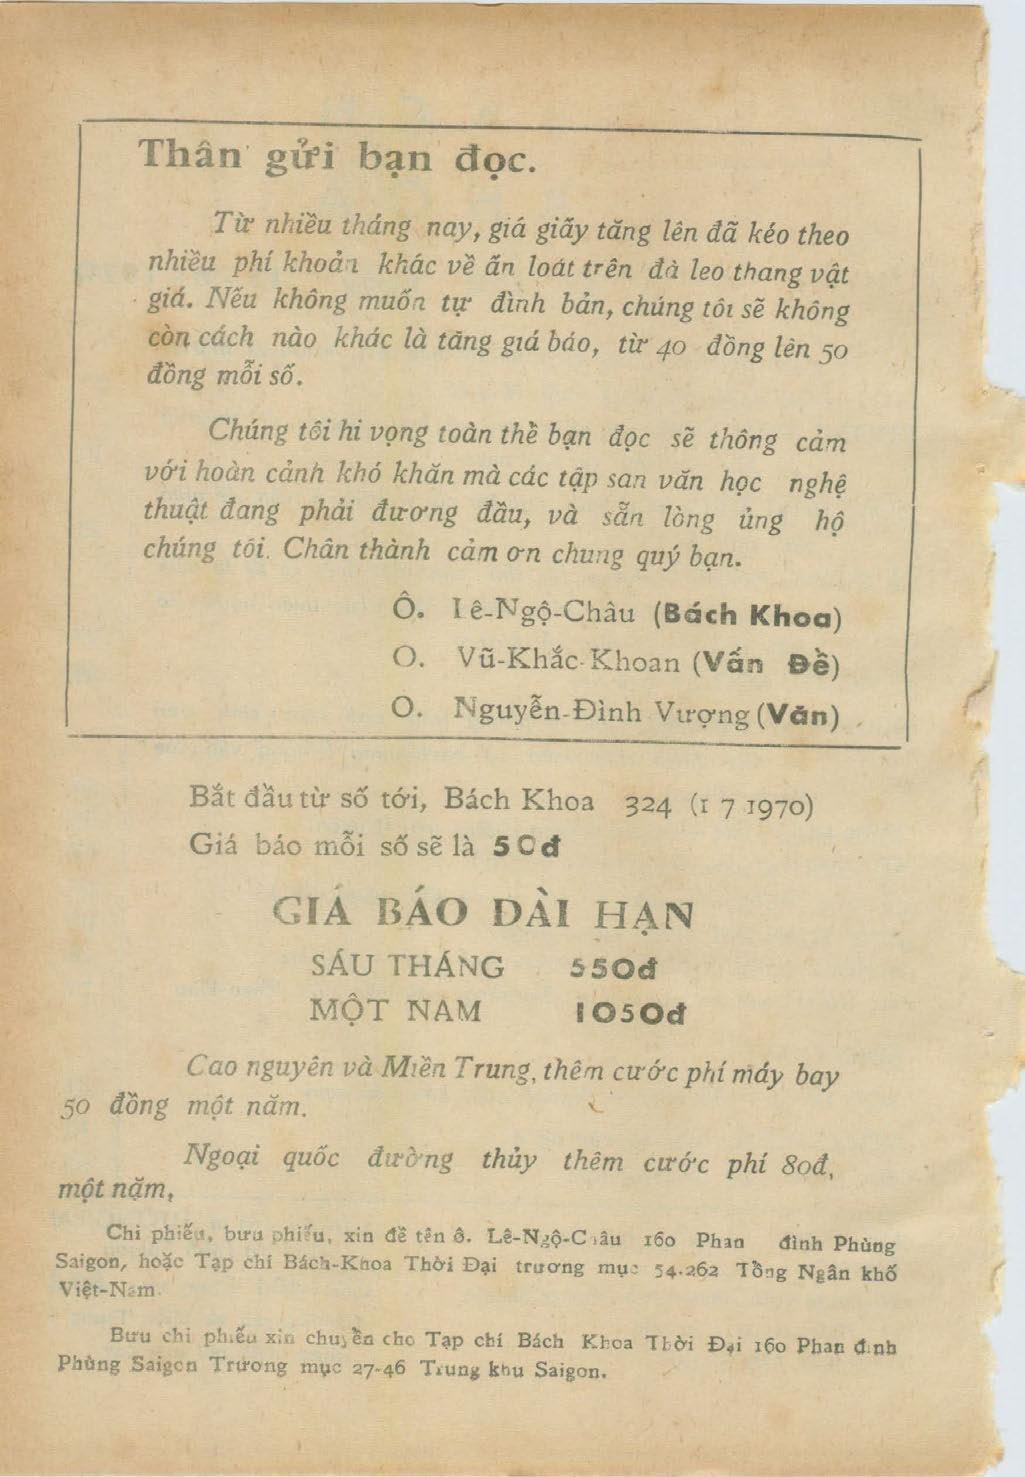 Thân gửi bạn đọc.
Từ nhiều tháng nay, giá giấy tăng lên đã kéo theo
nhiều phí khoản khác về ấn loát trên đà leo thang vật
giá. Nếu không muốn tự đình bản, chúng tôi sẽ không
còn cách nào khác là tăng giá báo, từ 40 đồng lên 50
đồng mỗi số.
Chúng tôi hi vọng toàn thể bạn đọc sẽ thông cảm
với hoàn cảnh khó khăn mà các tập san văn học nghệ
thuật đang phải đương đầu, và sẵn lòng ủng hộ
chúng tôi. Chân thành cảm ơn chung quý bạn.
Ô. Lê-Ngộ-Châu (Bách Khoa)
O. Vũ-Khắc-Khoan (Vấn Đề)
O. Nguyễn-Đình Vượng (Văn)
Bắt đầu từ số tới, Bách Khoa 324 (1 7 1970)
Giá báo mỗi số sẽ là 50đ
GIÁ BÁO DÀI HẠN
SÁU THÁNG 550đ
MỘT NAM 1050đ
Cao nguyên và Miền Trung, thêm cước phí máy bay
50 đồng một năm.
Ngoại quốc đường thủy thêm cước phí 80đ,
một năm,
Chi phiếu, bưu phiếu, xin đề tên ô. Lê-Ngộ-Châu 160 Phan đình Phùng
Saigon, hoặc Tạp chí Bách-Khoa Thời Đại trương mục 54.262 Tổng Ngân khố
Việt-Nam.
Bưu chi phiếu xin chuyển cho Tạp chí Bách Khoa Thời Đại 160 Phan đình
Phùng Saigon Trương mục 27-46 Trung khu Saigon.